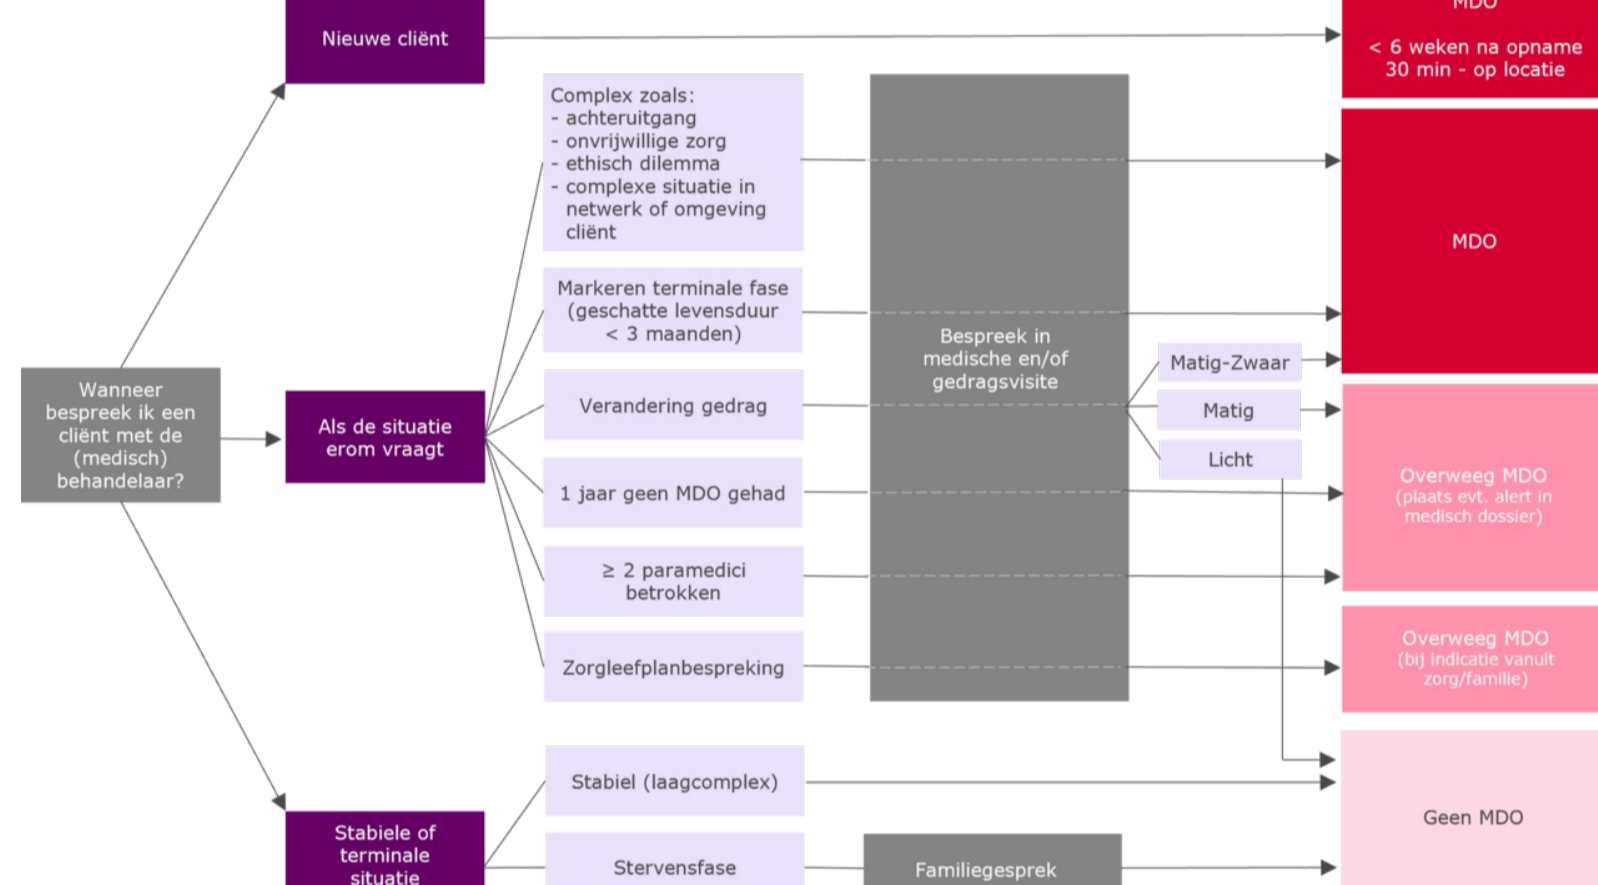 MDO
< 6 weken na opname
30 min - op locatie
Nieuwe cliënt
Complex zoals:
- achteruitgang
- onvrijwillige zorg
- ethisch dilemma
- complexe situatie in
netwerk of omgeving
cliënt
MDO
Markeren terminale fase
(geschatte levensduur
< 3 maanden)
Bespreek in
medische en/of
gedragsvisite
Matig-Zwaar
Matig
Licht
Wanneer
bespreek ik een
cliënt met de
(medisch)
behandelaar?
Als de situatie
erom vraagt
Verandering gedrag
1 jaar geen MDO gehad
Overweeg MDO
(plaats evt. alert in
medisch dossier)
≥ 2 paramedici
betrokken
Zorgleefplanbespreking
Overweeg MDO
(bij indicatie vanuit
zorg/familie)
Stabiel (laagcomplex)
Geen MDO
Stabiele of
terminale
situatie
Stervensfase
Familiegesprek